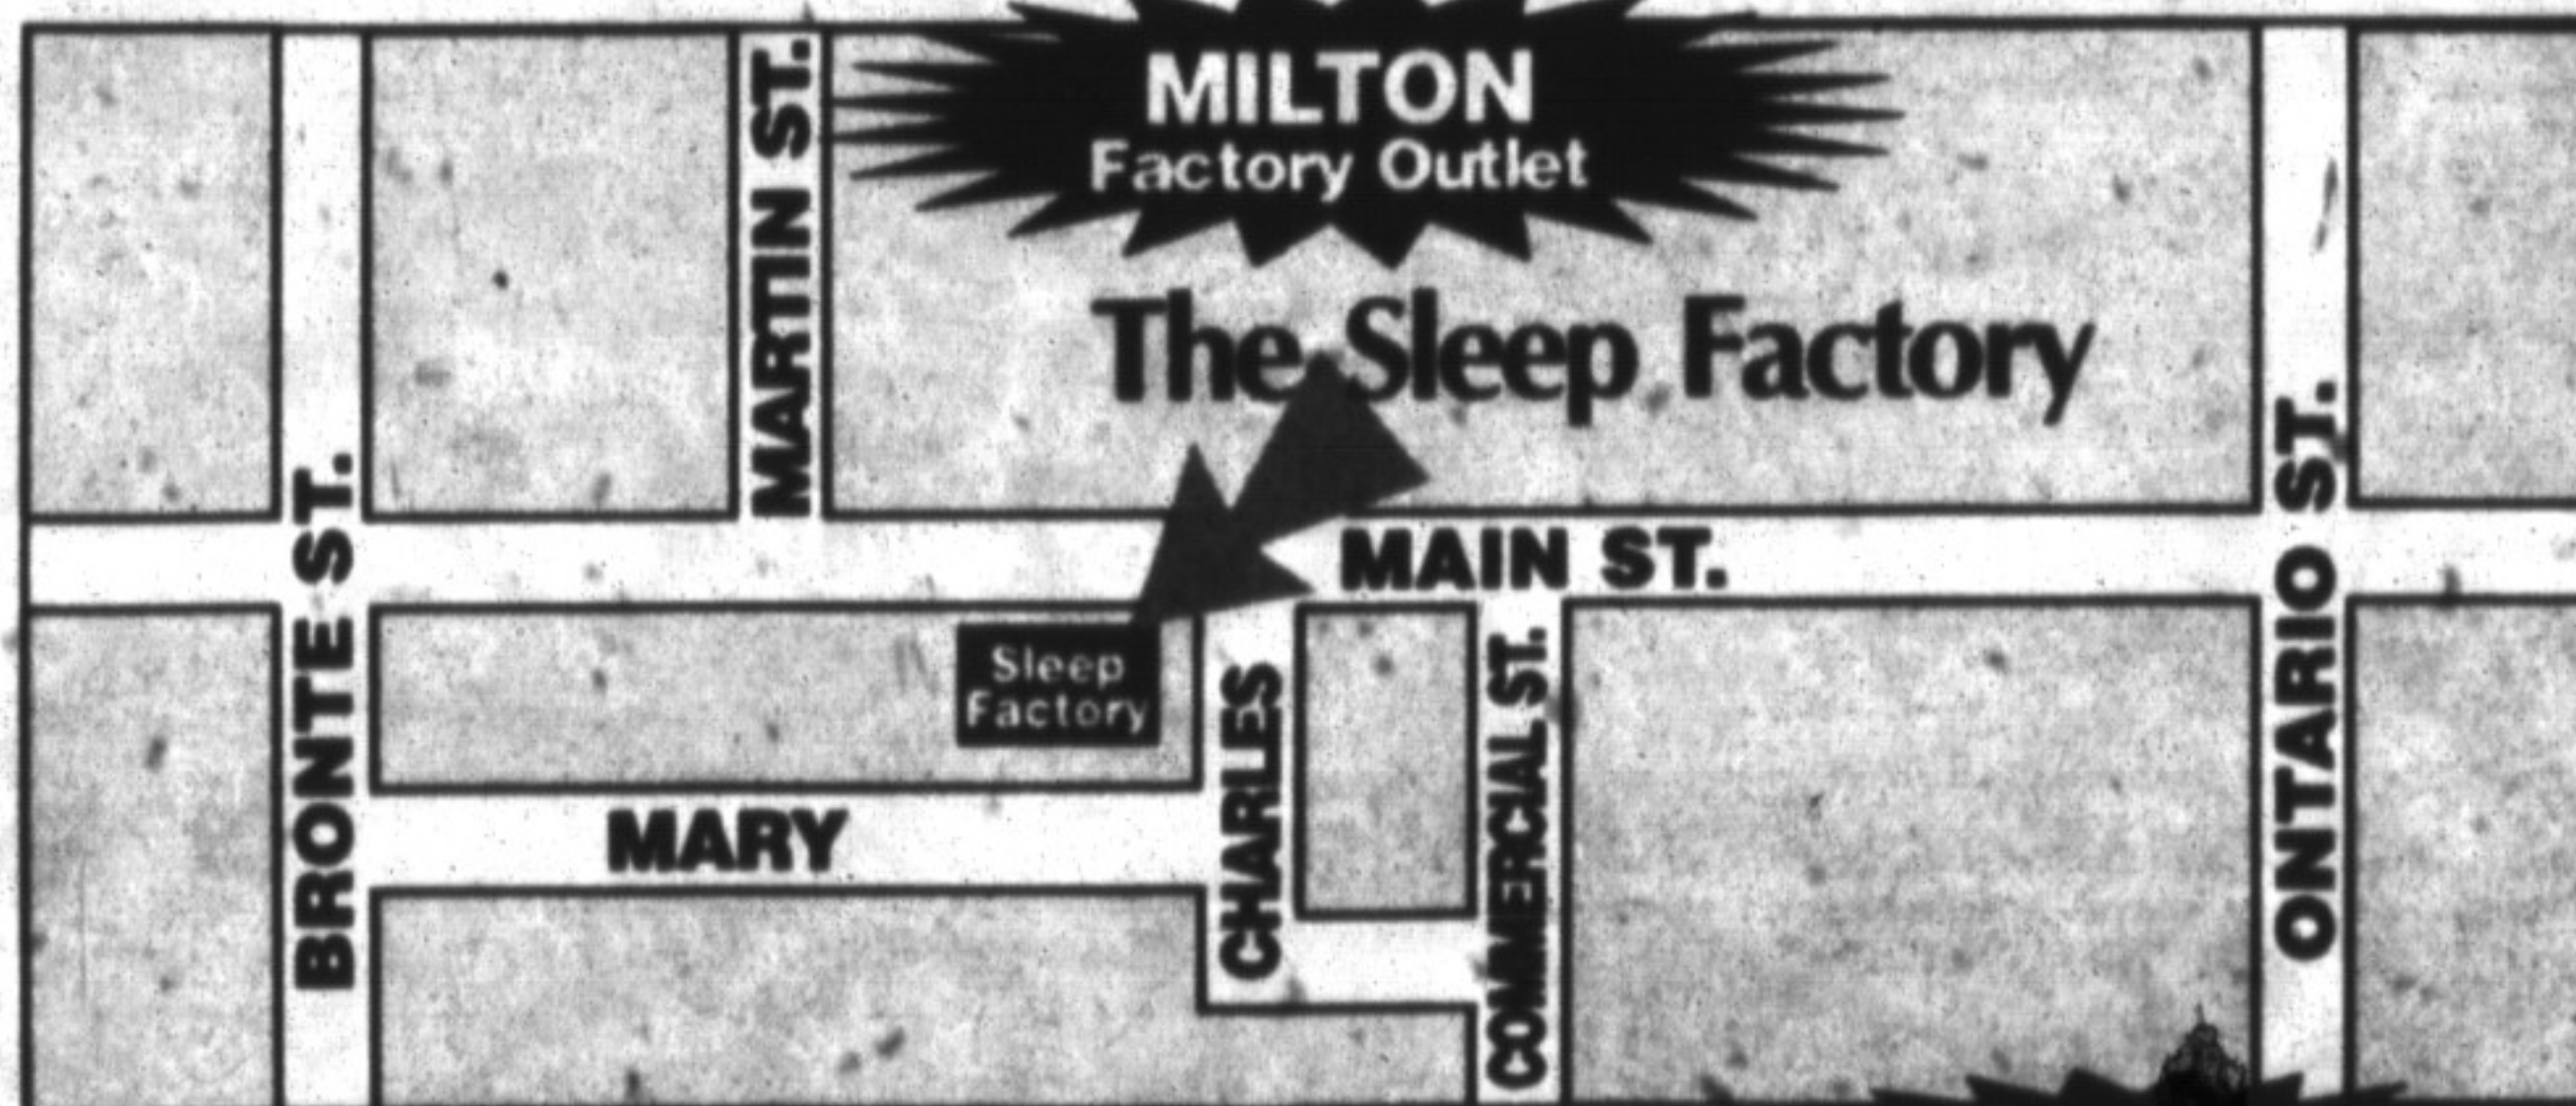 MILTON
Factory Outlet
The Sleep Factory
MARTIN ST.
BRONTE ST.
MAIN ST.
ONTARIO ST.
Sleep
Factory
CHARLES
COMMERCIAL ST.
MARY